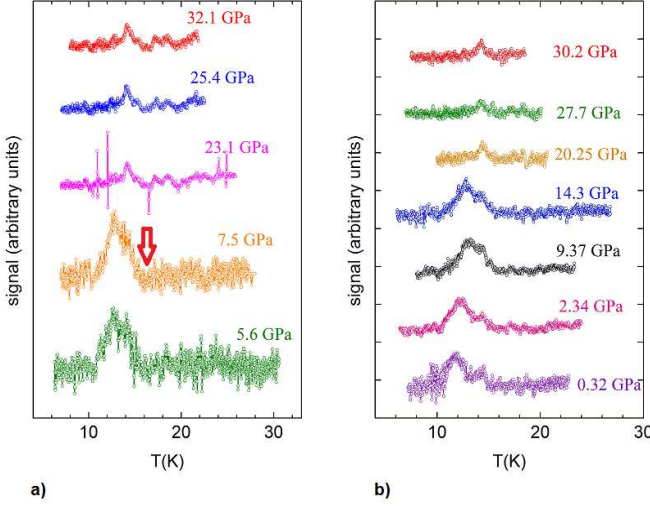 32.1 GPa
25.4 GPa
23.1 GPa
7.5 GPa
5.6 GPa
signal (arbitrary units)
10 20 30
T(K)
a)
30.2 GPa
27.7 GPa
20.25 GPa
14.3 GPa
9.37 GPa
2.34 GPa
0.32 GPa
signal (arbitrary units)
10 20 30
T(K)
b)